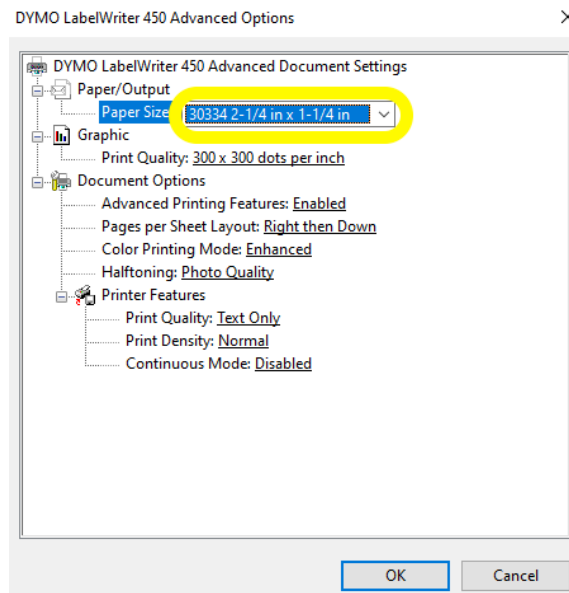 DYMO LabelWriter 450 Advanced Options
DYMO LabelWriter 450 Advanced Document Settings
Paper/Output
Paper Size: 30334 2-1/4 in x 1-1/4 in
Graphic
Print Quality: 300 x 300 dots per inch
Document Options
Advanced Printing Features: Enabled
Pages per Sheet Layout: Right then Down
Color Printing Mode: Enhanced
Halftoning: Photo Quality
Printer Features
Print Quality: Text Only
Print Density: Normal
Continuous Mode: Disabled
OK Cancel